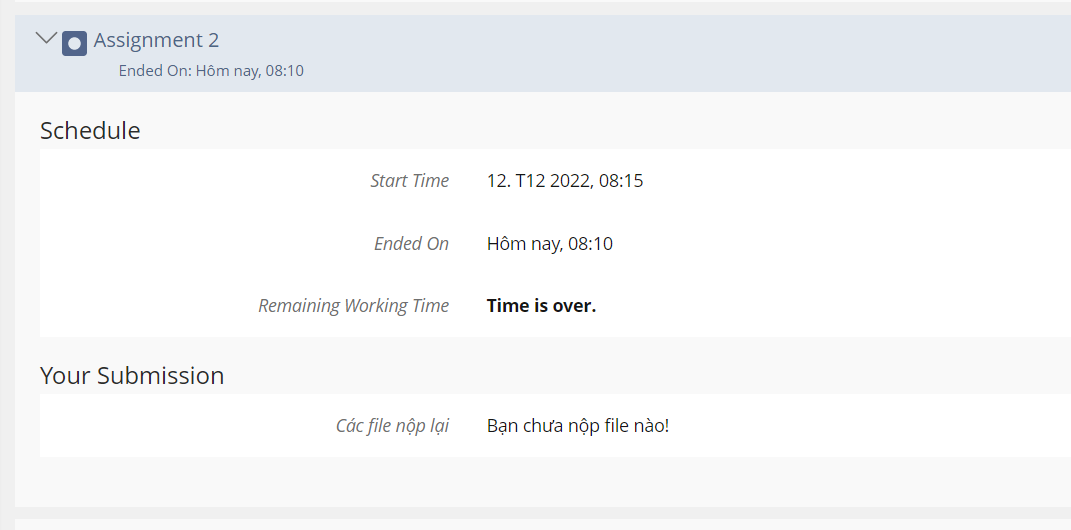 Assignment 2
Ended On: Hôm nay, 08:10
Schedule
Start Time 12. T12 2022, 08:15
Ended On Hôm nay, 08:10
Remaining Working Time Time is over.
Your Submission
Các file nộp lại Bạn chưa nộp file nào!